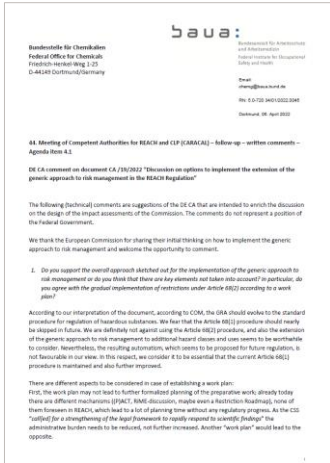 baua:
Bundesanstalt für Arbeitsschutz
und Arbeitsmedizin
Federal Institute for Occupational
Safety and Health
Bundesstelle für Chemikalien
Federal Office for Chemicals
Friedrich-Henkel-Weg 1-25
D-44149 Dortmund/Germany
Email:
chemg@baua.bund.de
Dortmund, 05. April 2022
44. Meeting of Competent Authorities for REACH and CLP (CARACAL) – follow-up – written comments –
Agenda item 4.1
DE CA comment on document CA /19/2022 "Discussion on options to implement the extension of the
generic approach to risk management in the REACH Regulation"
The following (technical) comments are suggestions of the DE CA that are intended to enrich the discussion
on the design of the impact assessments of the Commission. The comments do not represent a position of
the Federal Government.
We thank the European Commission for sharing their initial thinking on how to implement the generic
approach to risk management and welcome the opportunity to comment.
1. Do you support the overall approach sketched out for the implementation of the generic approach to
risk management or do you think that there are key elements not taken into account? In particular, do
you agree with the gradual implementation of restrictions under Article 68(2) according to a work
plan?
According to our interpretation of the document, according to COM, the GRA should evolve to the standard
procedure for regulation of hazardous substances. We fear that the Article 68(1) procedure should nearly
be skipped in future. We are definitely not against using the Article 68(2) procedure, and also the extension
of the generic approach to risk management to additional hazard classes and uses seems to be worthwhile
to consider. Nevertheless, the resulting automation, which seems to be proposed for future regulation, is
not favourable in our view. In this respect, we consider it to be essential that the current Article 68(1)
procedure is maintained and also further improved.
There are different aspects to be considered in case of establishing a work plan:
First, the work plan may not lead to further formalized planning of the preparative work; already today
there are different mechanisms ([P]ACT, RiME-discussion, maybe even a Restriction Roadmap), none of
them foreseen in REACH, which lead to a lot of planning time without any regulatory progress. As the CSS
"call[ed] for a strengthening of the legal framework to rapidly respond to scientific findings" the
administrative burden needs to be reduced, not further increased. Another "work plan" would lead to the
opposite.